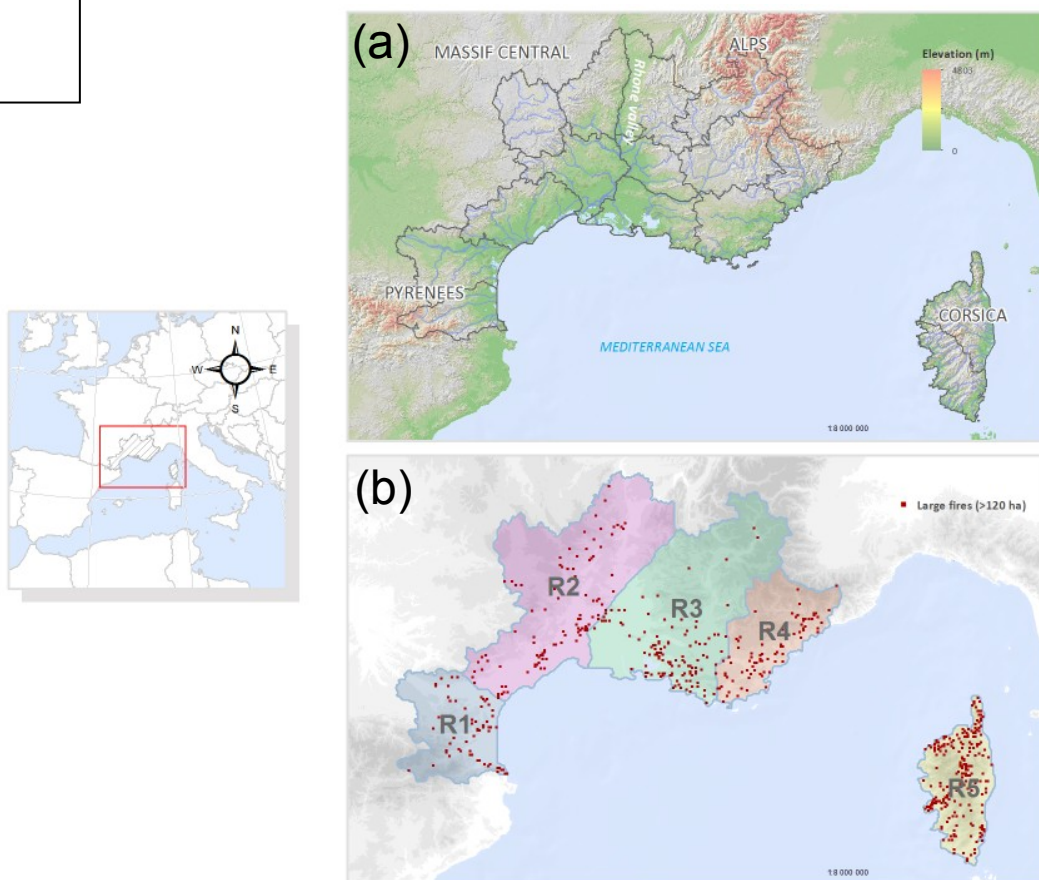 (a)
MASSIF CENTRAL
ALPS
Rhone valley
Elevation (m)
4803
0
PYRENEES
CORSICA
MEDITERRANEAN SEA
1:8 000 000
N
W
E
S
(b)
Large fires (>120 ha)
R2
R3
R4
R1
R5
1:8 000 000